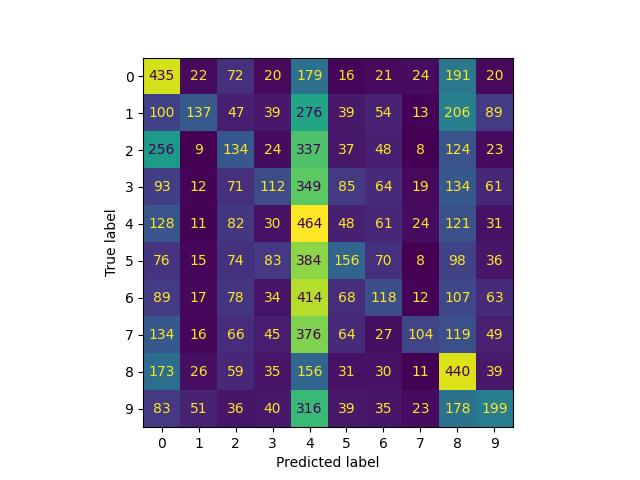 0 435 22 72 20 179 16 21 24 191 20
1 100 137 47 39 276 39 54 13 206 89
2 256 9 134 24 337 37 48 8 124 23
3 93 12 71 112 349 85 64 19 134 61
4 128 11 82 30 464 48 61 24 121 31
5 76 15 74 83 384 156 70 8 98 36
6 89 17 78 34 414 68 118 12 107 63
7 134 16 66 45 376 64 27 104 119 49
8 173 26 59 35 156 31 30 11 440 39
9 83 51 36 40 316 39 35 23 178 199
0 1 2 3 4 5 6 7 8 9
Predicted label
True label